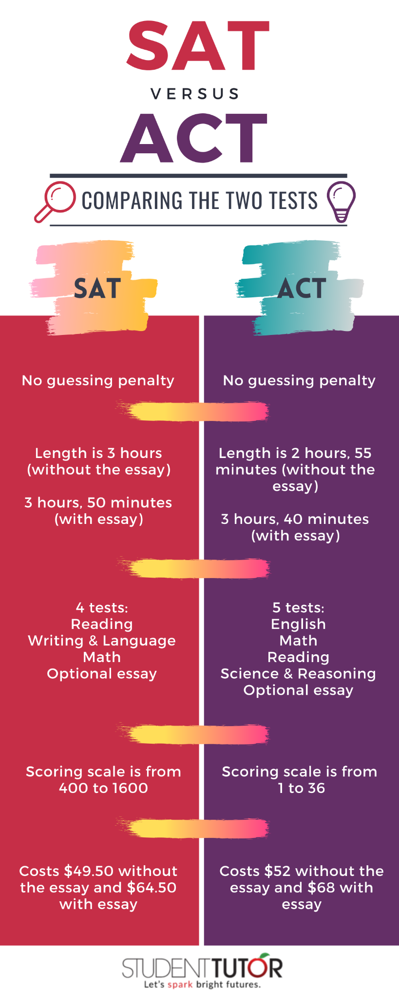 SAT
VERSUS
ACT
COMPARING THE TWO TESTS
SAT
ACT
No guessing penalty
No guessing penalty
Length is 3 hours
(without the essay)
3 hours, 50 minutes
(with essay)
Length is 2 hours, 55
minutes (without the
essay)
3 hours, 40 minutes
(with essay)
4 tests:
Reading
Writing & Language
Math
Optional essay
5 tests:
English
Math
Reading
Science & Reasoning
Optional essay
Scoring scale is from
400 to 1600
Scoring scale is from
1 to 36
Costs $49.50 without
the essay and $64.50
with essay
Costs $52 without the
essay and $68 with
essay
STUDENTTUTOR
Let's spark bright futures.